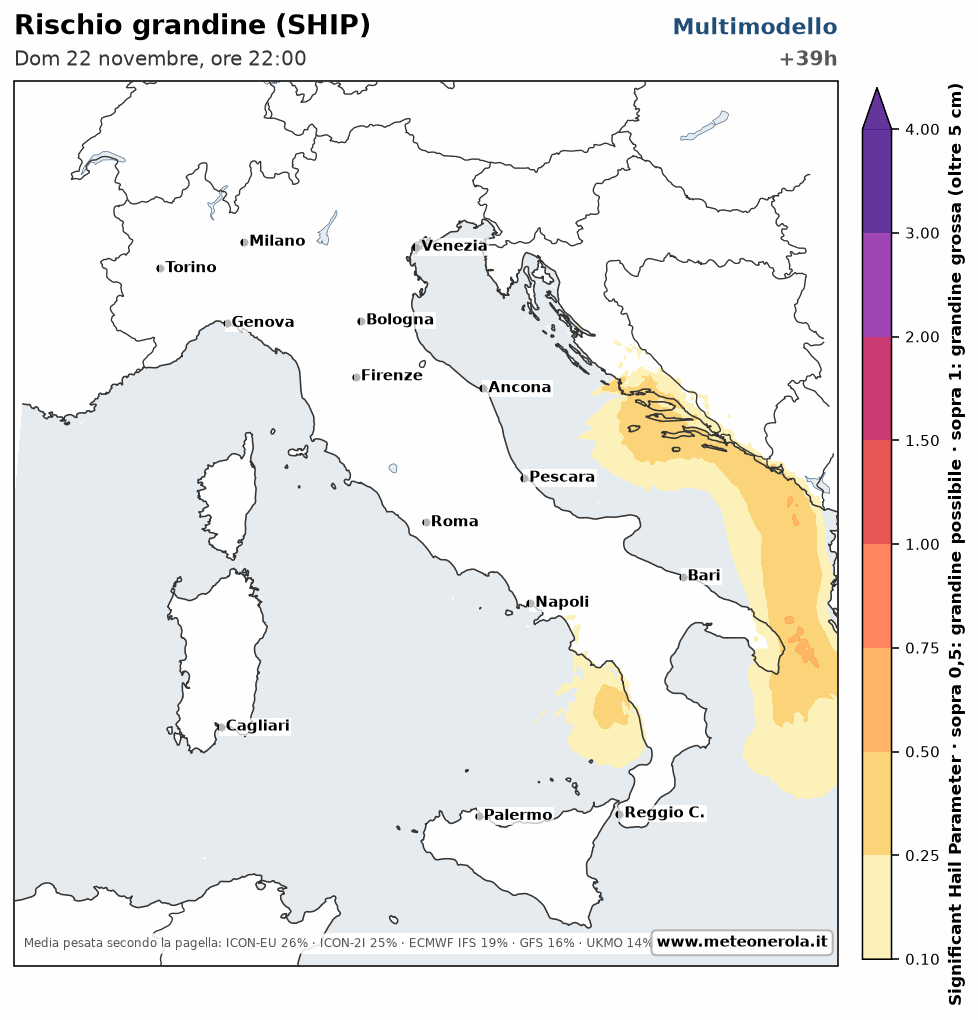 Rischio grandine (SHIP)
Multimodello
Dom 22 novembre, ore 22:00
+39h
Milano
Venezia
Torino
Genova
Bologna
Firenze
Ancona
Pescara
Roma
Bari
Napoli
Cagliari
Palermo
Reggio C.
Media pesata secondo la pagella: ICON-EU 26% · ICON-2I 25% · ECMWF IFS 19% · GFS 16% · UKMO 14%
www.meteonerola.it
4.00
3.00
2.00
1.50
1.00
0.75
0.50
0.25
0.10
Significant Hail Parameter · sopra 0,5: grandine possibile · sopra 1: grandine grossa (oltre 5 cm)